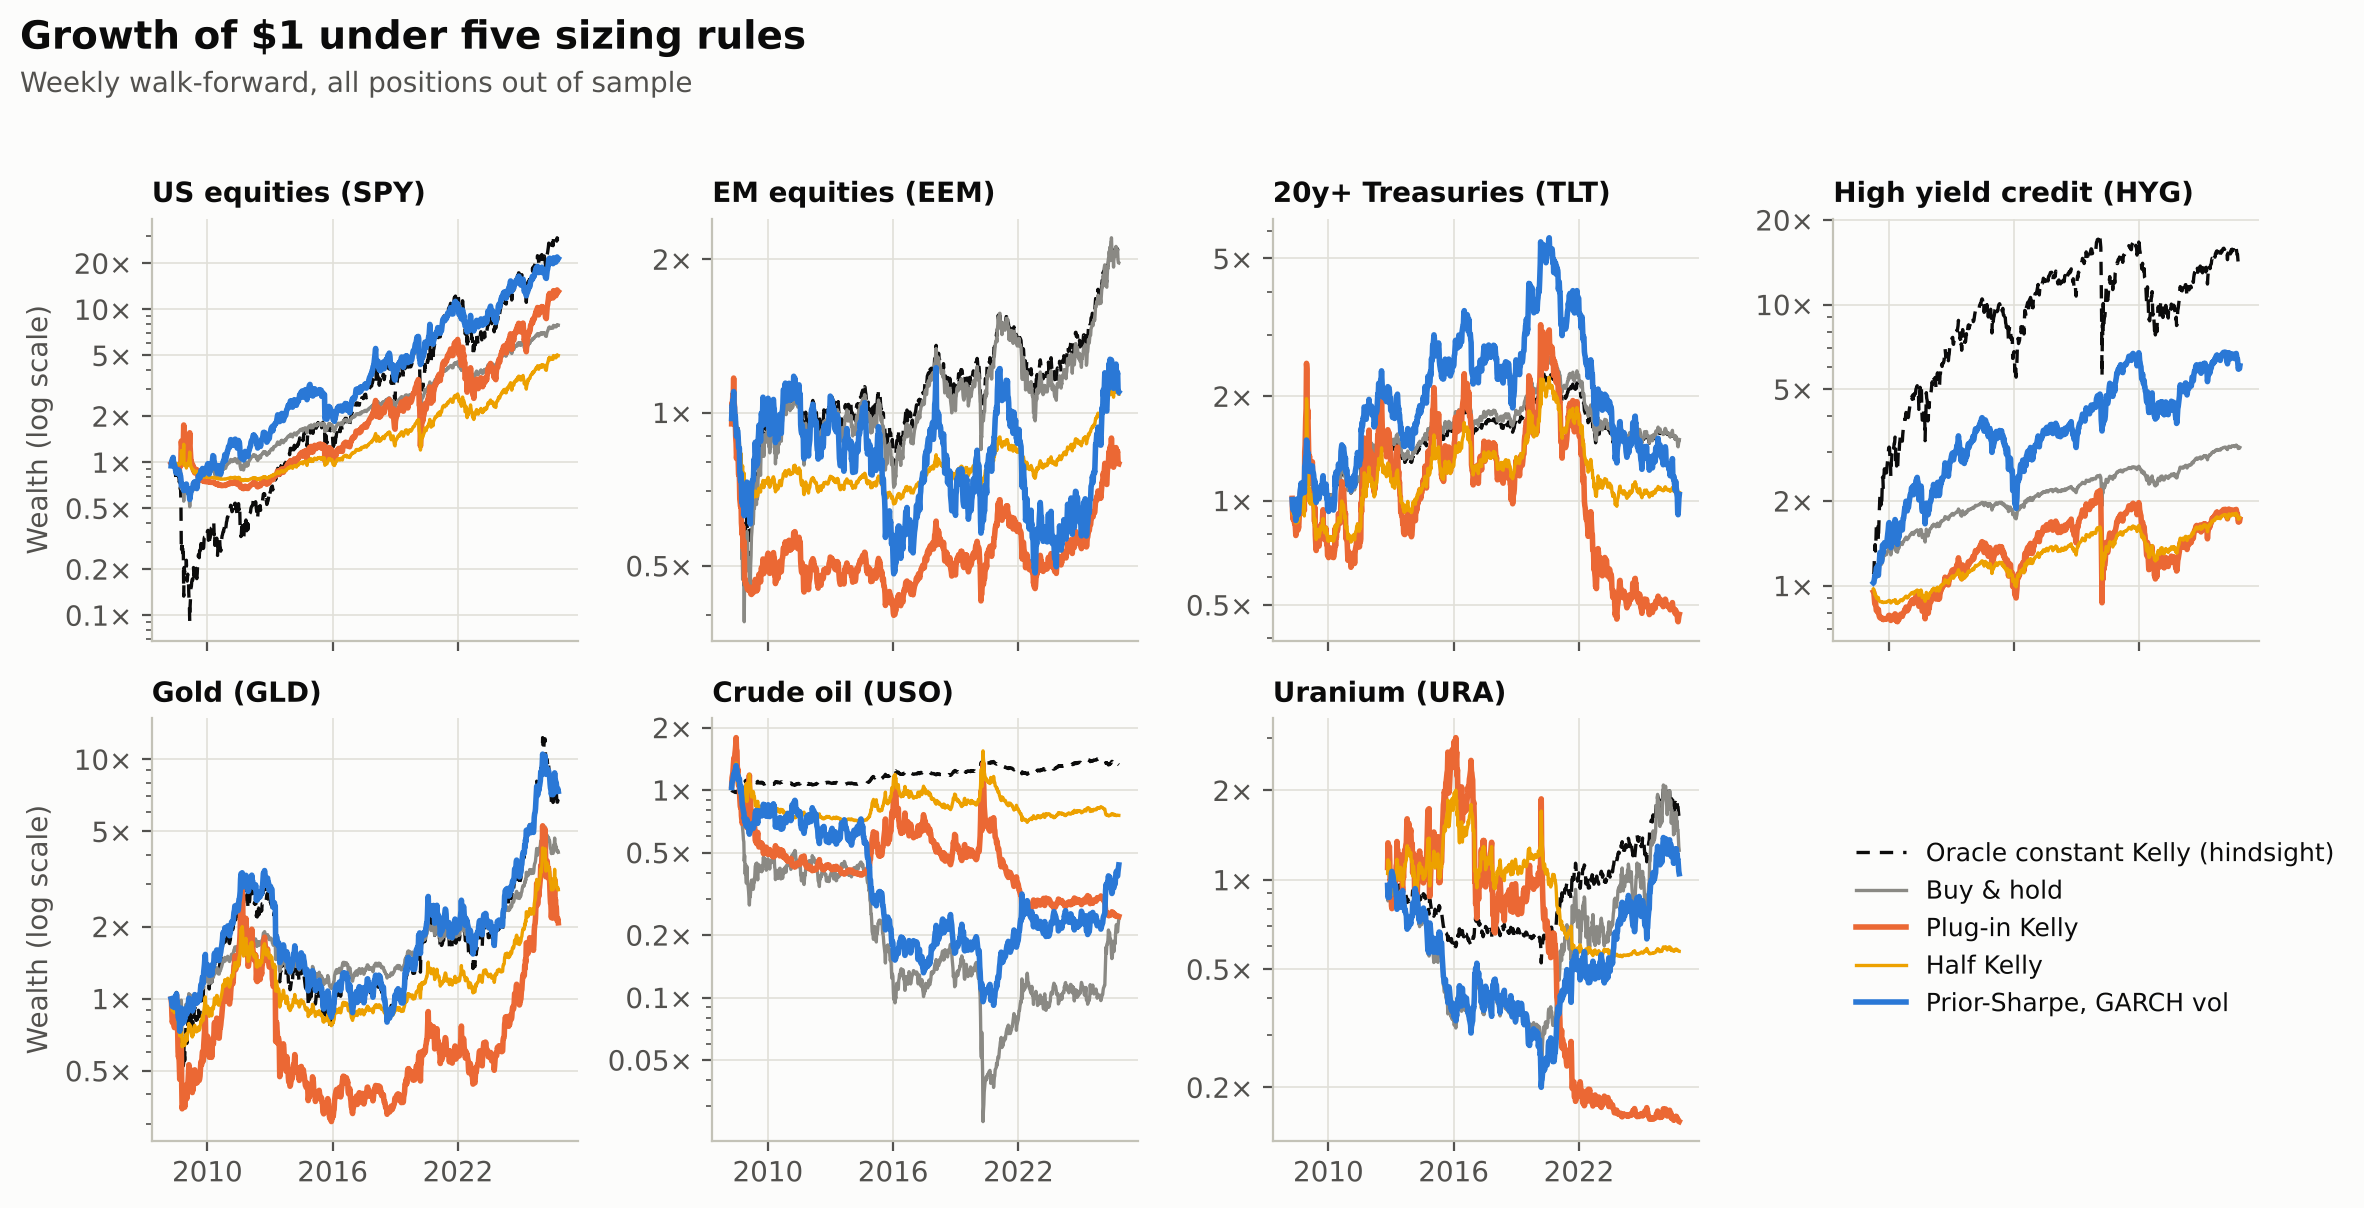 Growth of $1 under five sizing rules
Weekly walk-forward, all positions out of sample
US equities (SPY)
Wealth (log scale)
20×
10×
5×
2×
1×
0.5×
0.2×
0.1×
EM equities (EEM)
2×
1×
0.5×
20y+ Treasuries (TLT)
5×
2×
1×
0.5×
High yield credit (HYG)
20×
10×
5×
2×
1×
Gold (GLD)
Wealth (log scale)
10×
5×
2×
1×
0.5×
2010
2016
2022
Crude oil (USO)
2×
1×
0.5×
0.2×
0.1×
0.05×
2010
2016
2022
Uranium (URA)
2×
1×
0.5×
0.2×
2010
2016
2022
Oracle constant Kelly (hindsight)
Buy & hold
Plug-in Kelly
Half Kelly
Prior-Sharpe, GARCH vol